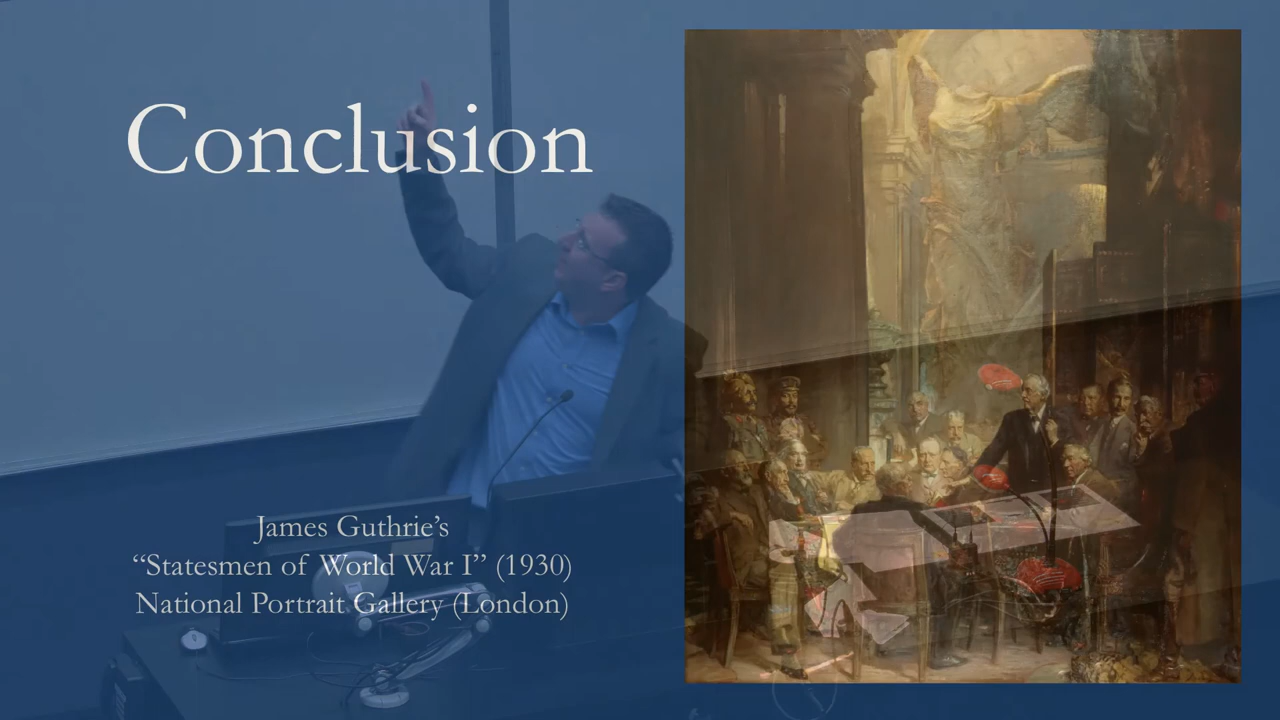 Conclusion
James Guthrie’s
“Statesmen of World War I” (1930)
National Portrait Gallery (London)